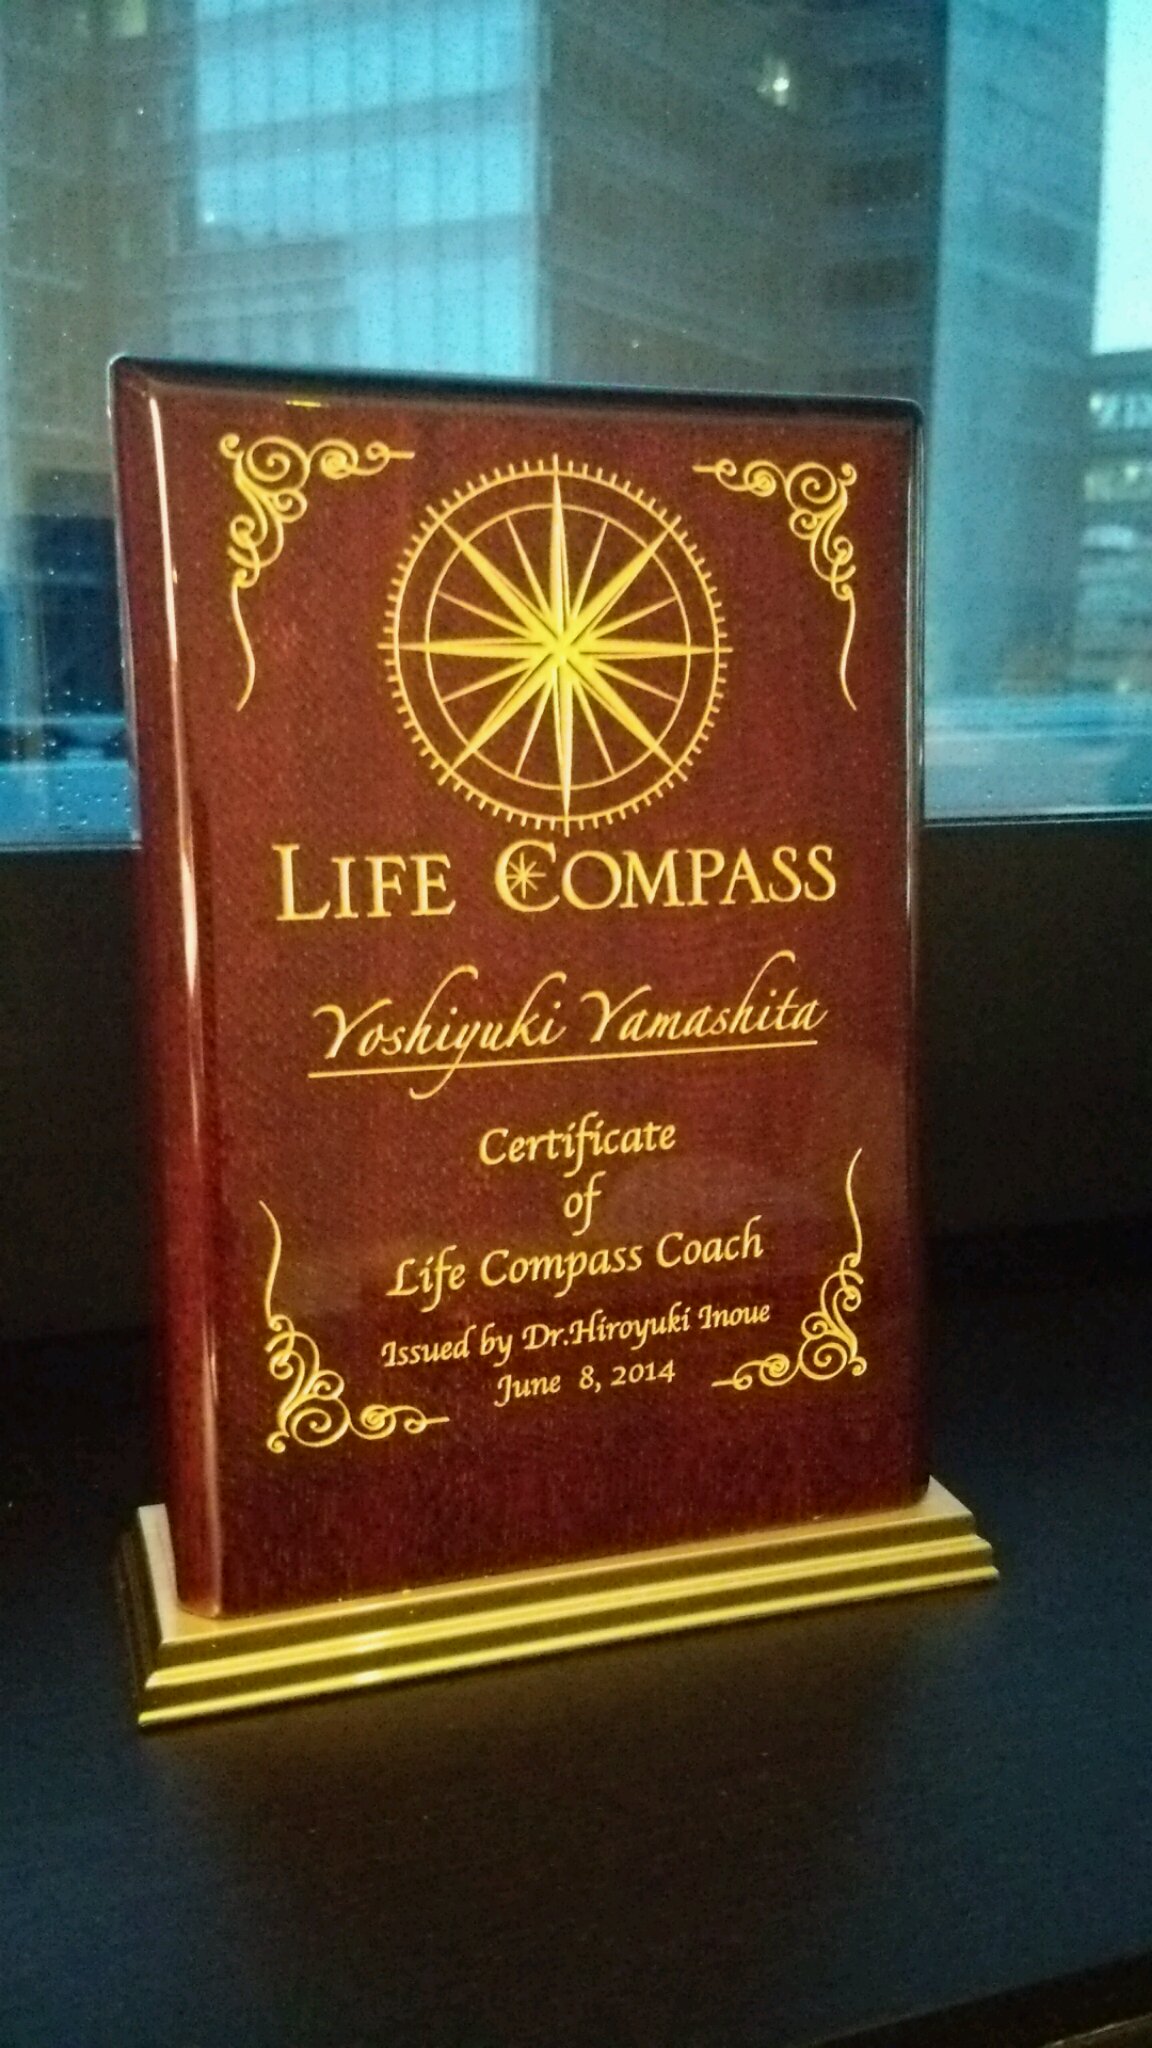 LIFE COMPASS
Yoshiyuki Yamashita
Certificate
of
Life Compass Coach
Issued by Dr.Hiroyuki Inoue
June 8, 2014